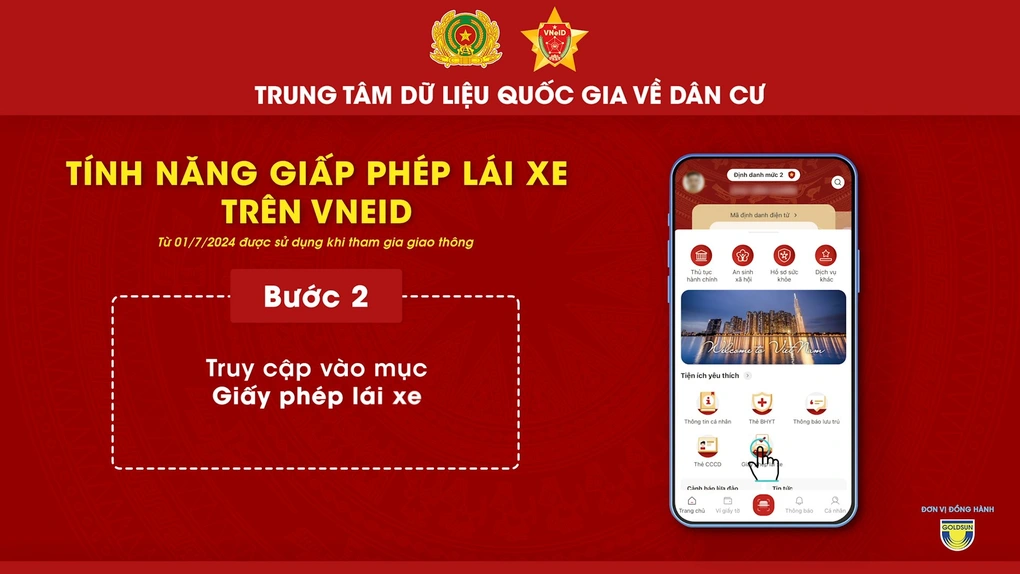 VNeID
TRUNG TÂM DỮ LIỆU QUỐC GIA VỀ DÂN CƯ
TÍNH NĂNG GIẤP PHÉP LÁI XE
TRÊN VNEID
Từ 01/7/2024 được sử dụng khi tham gia giao thông
Bước 2
Truy cập vào mục
Giấy phép lái xe
Định danh mức 2
Mã định danh điện tử >
Thủ tục An sinh Hồ sơ sức Dịch vụ
hành chính xã hội khỏe khác
Welcome to Việt Nam
Tiện ích yêu thích
Thông tin cá nhân Thẻ BHYT Thông báo lưu trú
Thẻ CCCD
Cảnh báo lừa đảo Tin tức
Trang chủ Ví giấy tờ Thông báo Cá nhân
ĐƠN VỊ ĐỒNG HÀNH
GOLDSUN